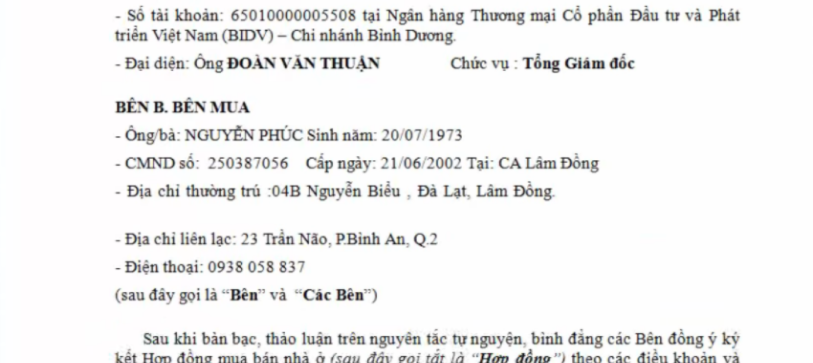 - Số tài khoản: 65010000005508 tại Ngân hàng Thương mại Cổ phần Đầu tư và Phát
triển Việt Nam (BIDV) – Chi nhánh Bình Dương.
- Đại diện: Ông ĐOÀN VĂN THUẬN Chức vụ : Tổng Giám đốc
BÊN B. BÊN MUA
- Ông/bà: NGUYỄN PHÚC Sinh năm: 20/07/1973
- CMND số: 250387056 Cấp ngày: 21/06/2002 Tại: CA Lâm Đồng
- Địa chỉ thường trú :04B Nguyễn Biểu , Đà Lạt, Lâm Đồng.
- Địa chỉ liên lạc: 23 Trần Não, P.Bình An, Q.2
- Điện thoại: 0938 058 837
(sau đây gọi là “Bên” và “Các Bên”)
Sau khi bàn bạc, thảo luận trên nguyên tắc tự nguyện, bình đẳng các Bên đồng ý ký
kết Hợp đồng mua bán nhà ở (sau đây gọi tắt là “Hợp đồng”) theo các điều khoản và